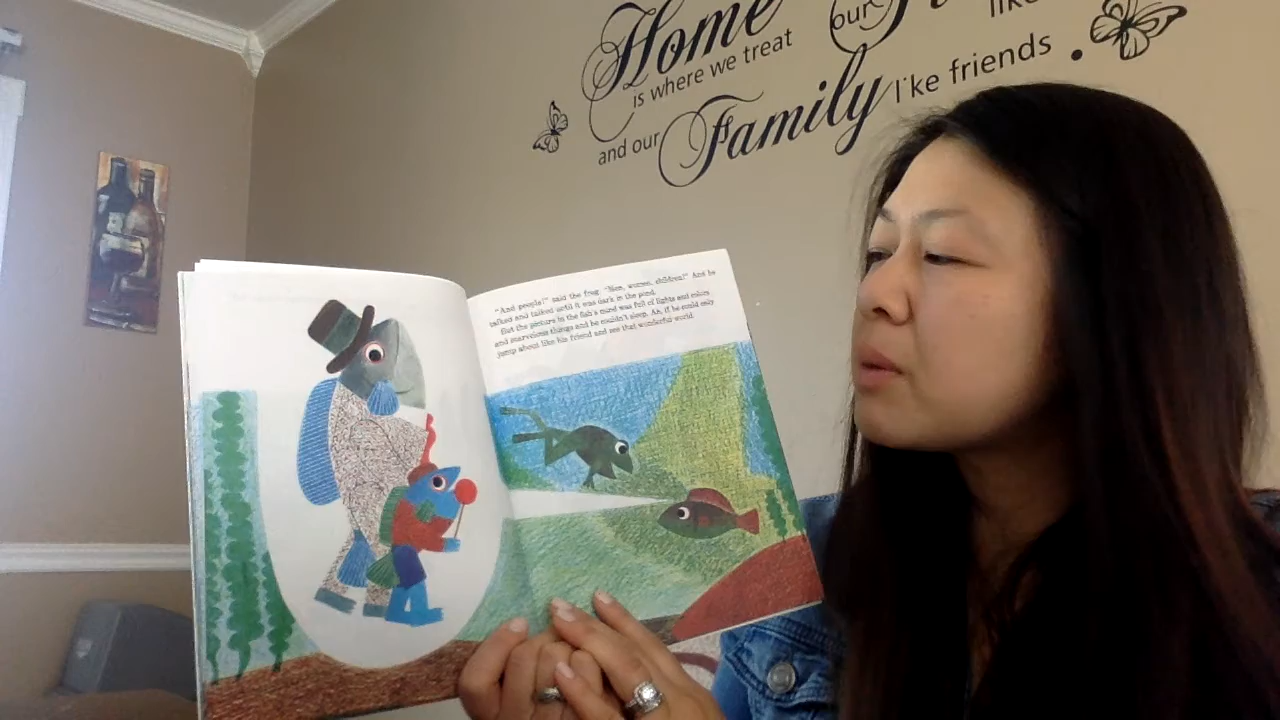 Home our
is where we treat like
and our Family like friends.
"And people!" said the frog. "Men, women, children!" And he
talked and talked until it was dark in the pond.
But the picture in the fish's mind was full of lights and colors
and marvelous things and he couldn't sleep. Ah, if he could only
jump about like his friend and see that wonderful world.